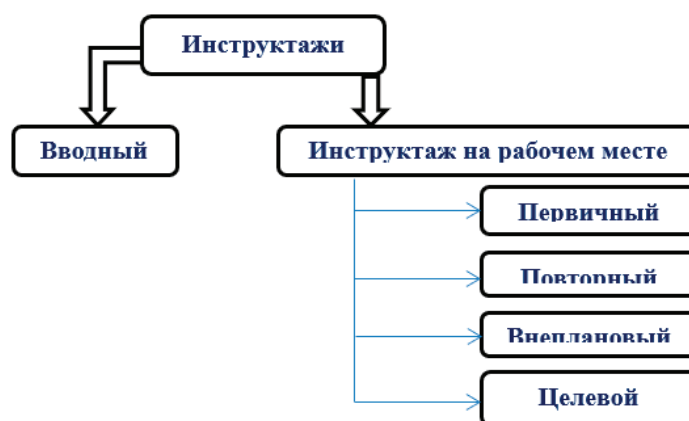 Инструктажи
Вводный
Инструктаж на рабочем месте
Первичный
Повторный
Внеплановый
Целевой